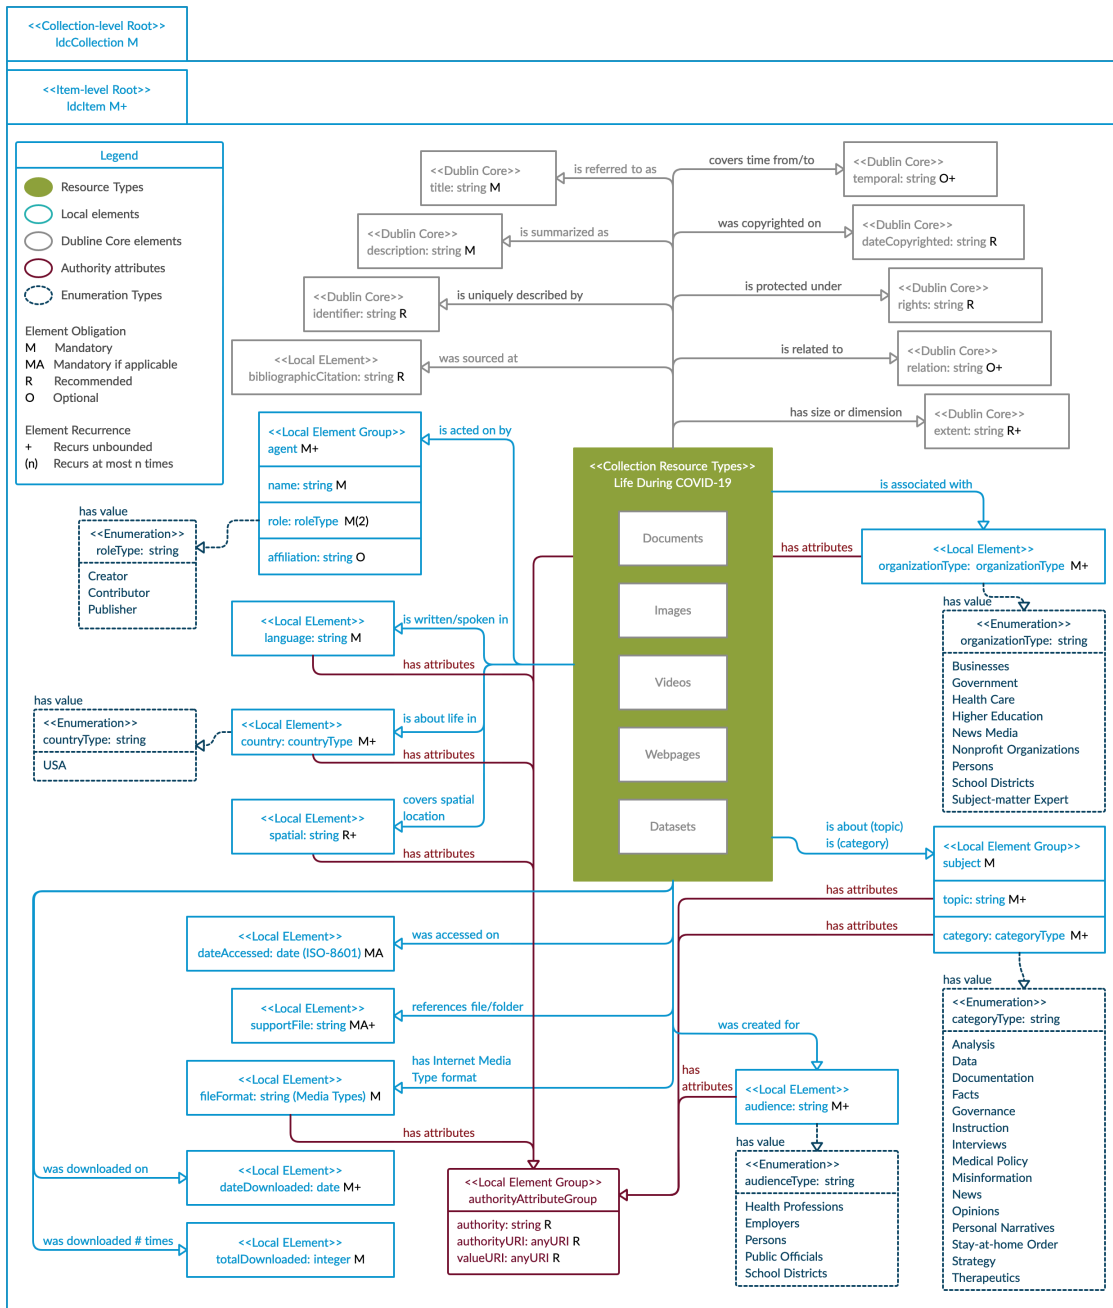 <<Collection-level Root>>
ldcCollection M
<<Item-level Root>>
ldcItem M+
Legend
Resource Types
Local elements
Dubline Core elements
Authority attributes
Enumeration Types
Element Obligation
M Mandatory
MA Mandatory if applicable
R Recommended
O Optional
Element Recurrence
+ Recurs unbounded
(n) Recurs at most n times
<<Dublin Core>>
title: string M
is referred to as
<<Dublin Core>>
description: string M
is summarized as
<<Dublin Core>>
identifier: string R
is uniquely described by
<<Local ELement>>
bibliographicCitation: string R
was sourced at
covers time from/to
<<Dublin Core>>
temporal: string O+
was copyrighted on
<<Dublin Core>>
dateCopyrighted: string R
is protected under
<<Dublin Core>>
rights: string R
is related to
<<Dublin Core>>
relation: string O+
has size or dimension
<<Dublin Core>>
extent: string R+
<<Local Element Group>>
agent M+
name: string M
role: roleType M(2)
affiliation: string O
is acted on by
has value
<<Enumeration>>
roleType: string
Creator
Contributor
Publisher
<<Local ELement>>
language: string M
is written/spoken in
has attributes
has value
<<Enumeration>>
countryType: string
USA
<<Local Element>>
country: countryType M+
is about life in
has attributes
<<Local ELement>>
spatial: string R+
covers spatial
location
has attributes
<<Collection Resource Types>>
Life During COVID-19
Documents
Images
Videos
Webpages
Datasets
is associated with
has attributes
<<Local Element>>
organizationType: organizationType M+
has value
<<Enumeration>>
organizationType: string
Businesses
Government
Health Care
Higher Education
News Media
Nonprofit Organizations
Persons
School Districts
Subject-matter Expert
is about (topic)
is (category)
<<Local Element Group>>
subject M
has attributes
topic: string M+
has attributes
category: categoryType M+
has value
<<Enumeration>>
categoryType: string
Analysis
Data
Documentation
Facts
Governance
Instruction
Interviews
Medical Policy
Misinformation
News
Opinions
Personal Narratives
Stay-at-home Order
Strategy
Therapeutics
<<Local ELement>>
dateAccessed: date (ISO-8601) MA
was accessed on
<<Local ELement>>
supportFile: string MA+
references file/folder
<<Local ELement>>
fileFormat: string (Media Types) M
has Internet Media
Type format
has attributes
was downloaded on
<<Local ELement>>
dateDownloaded: date M+
was downloaded # times
<<Local ELement>>
totalDownloaded: integer M
was created for
has
attributes
<<Local ELement>>
audience: string M+
has value
<<Enumeration>>
audienceType: string
Health Professions
Employers
Persons
Public Officials
School Districts
<<Local Element Group>>
authorityAttributeGroup
authority: string R
authorityURI: anyURI R
valueURI: anyURI R